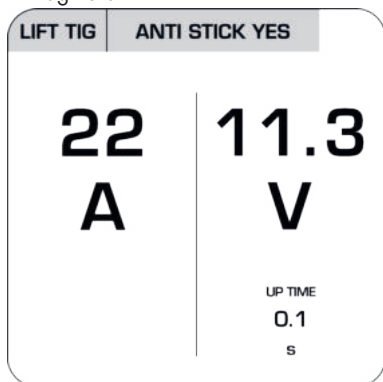 LIFT TIG ANTI STICK YES
22 11.3
A V
UP TIME
0.1
s